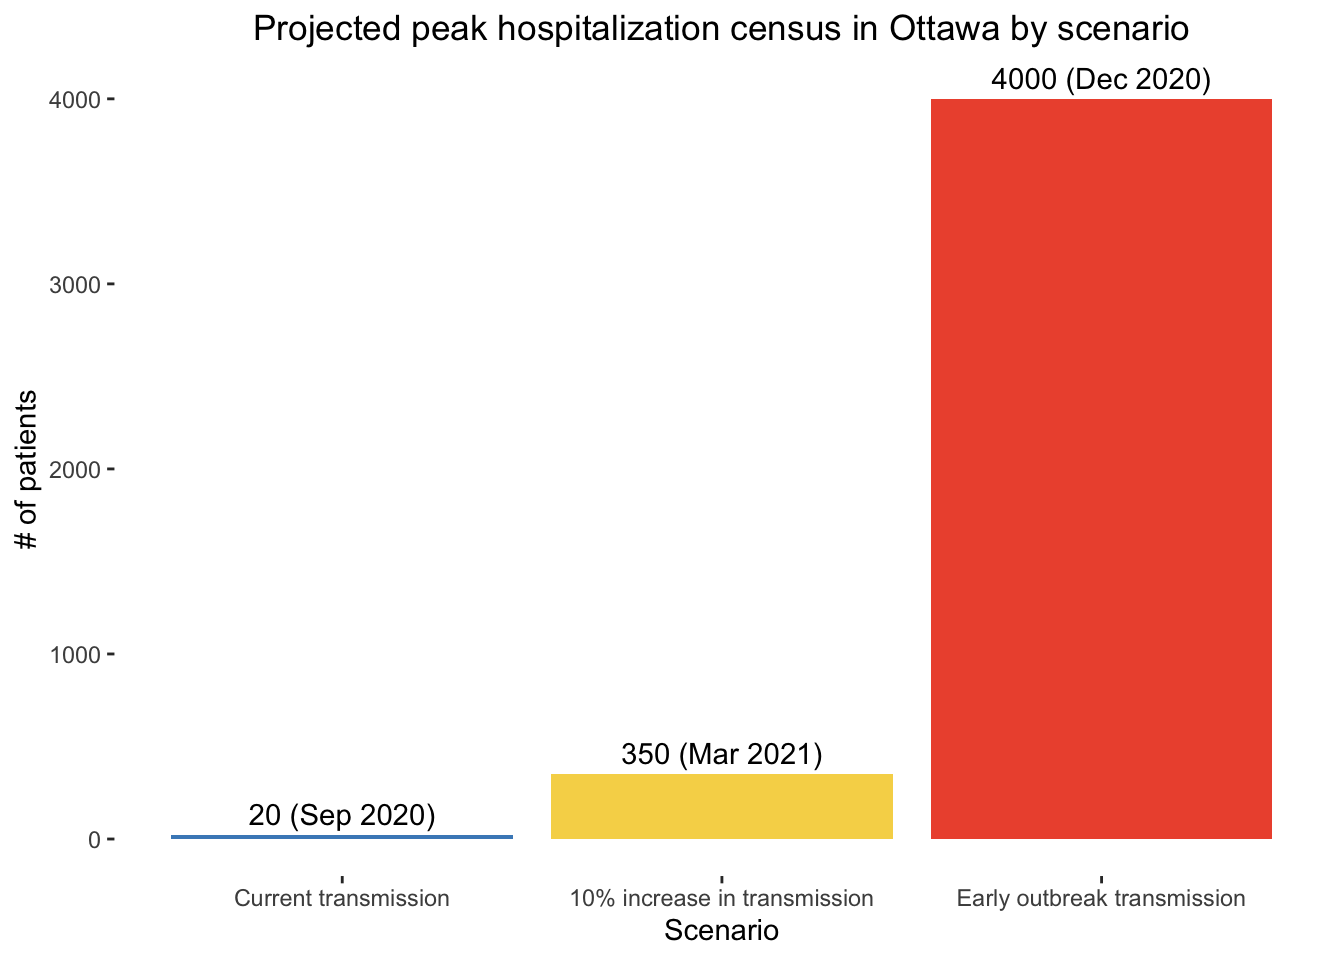 Projected peak hospitalization census in Ottawa by scenario
4000 (Dec 2020)
4000
3000
2000
1000
0
# of patients
350 (Mar 2021)
20 (Sep 2020)
Current transmission
10% increase in transmission
Early outbreak transmission
Scenario